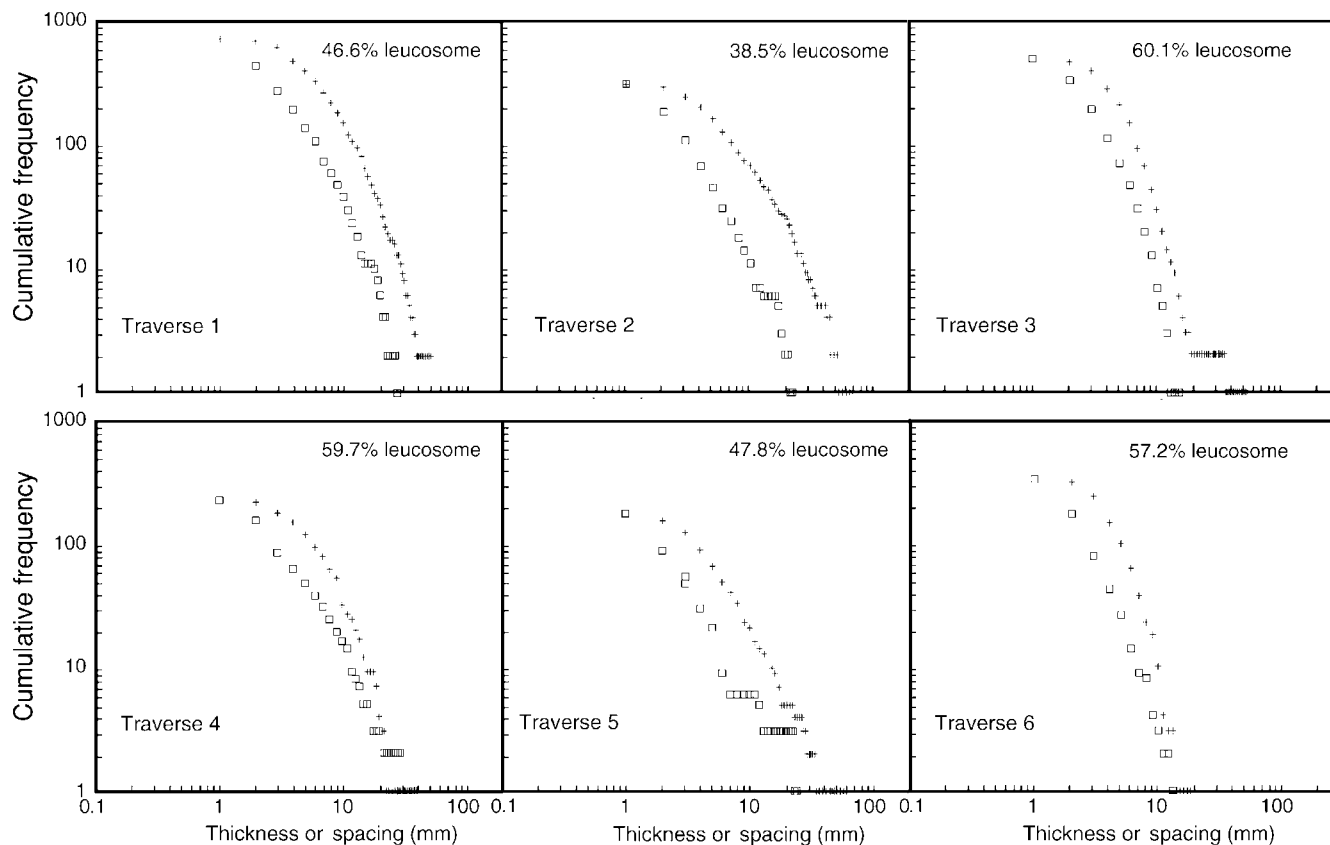 1000
100
10
1
Cumulative frequency
46.6% leucosome
Traverse 1
38.5% leucosome
Traverse 2
60.1% leucosome
Traverse 3
1000
100
10
1
Cumulative frequency
59.7% leucosome
Traverse 4
47.8% leucosome
Traverse 5
57.2% leucosome
Traverse 6
0.1 1 10 100 0.1 1 10 100 0.1 1 10 100
Thickness or spacing (mm) Thickness or spacing (mm) Thickness or spacing (mm)